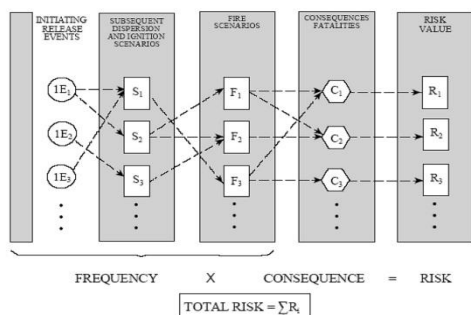 INITIATING
RELEASE
EVENTS
SUBSEQUENT
DISPERSION
AND IGNITION
SCENARIOS
FIRE
SCENARIOS
CONSEQUENCES
FATALITIES
RISK
VALUE
1E1 S1 F1 C1 R1
1E2 S2 F2 C2 R2
1E3 S3 F3 C3 R3
FREQUENCY X CONSEQUENCE = RISK
TOTAL RISK = ∑Ri